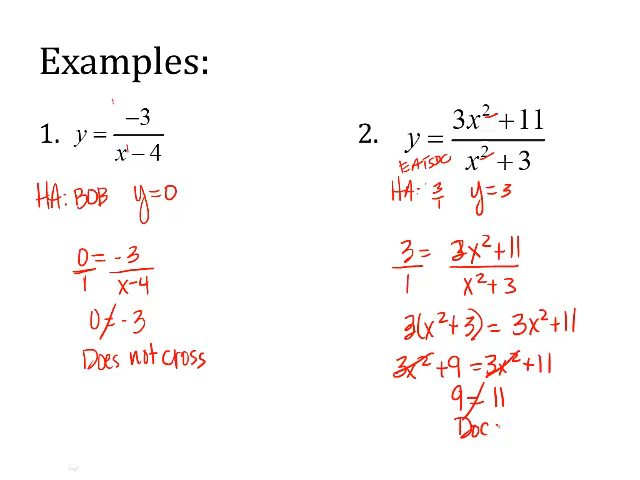 Examples:
1. y = -3 / x - 4
HA: BOB y=0
0/1 = -3 / x-4
0 ≠ -3
Does not cross
2. y = 3x² + 11 / x² + 3
EATSDC
HA: 3/1 y=3
3/1 = 3x²+11 / x²+3
3(x²+3) = 3x²+11
3x² + 9 = 3x² + 11
9 ≠ 11
Doc